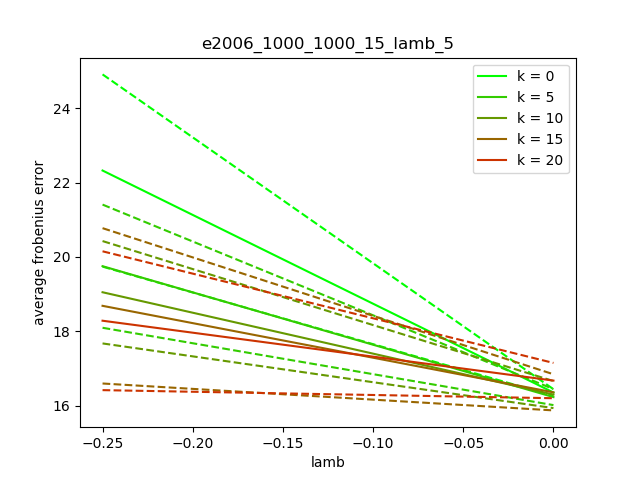 e2006_1000_1000_15_lamb_5
k = 0
k = 5
k = 10
k = 15
k = 20
average frobenius error
24
22
20
18
16
−0.25
−0.20
−0.15
−0.10
−0.05
0.00
lamb